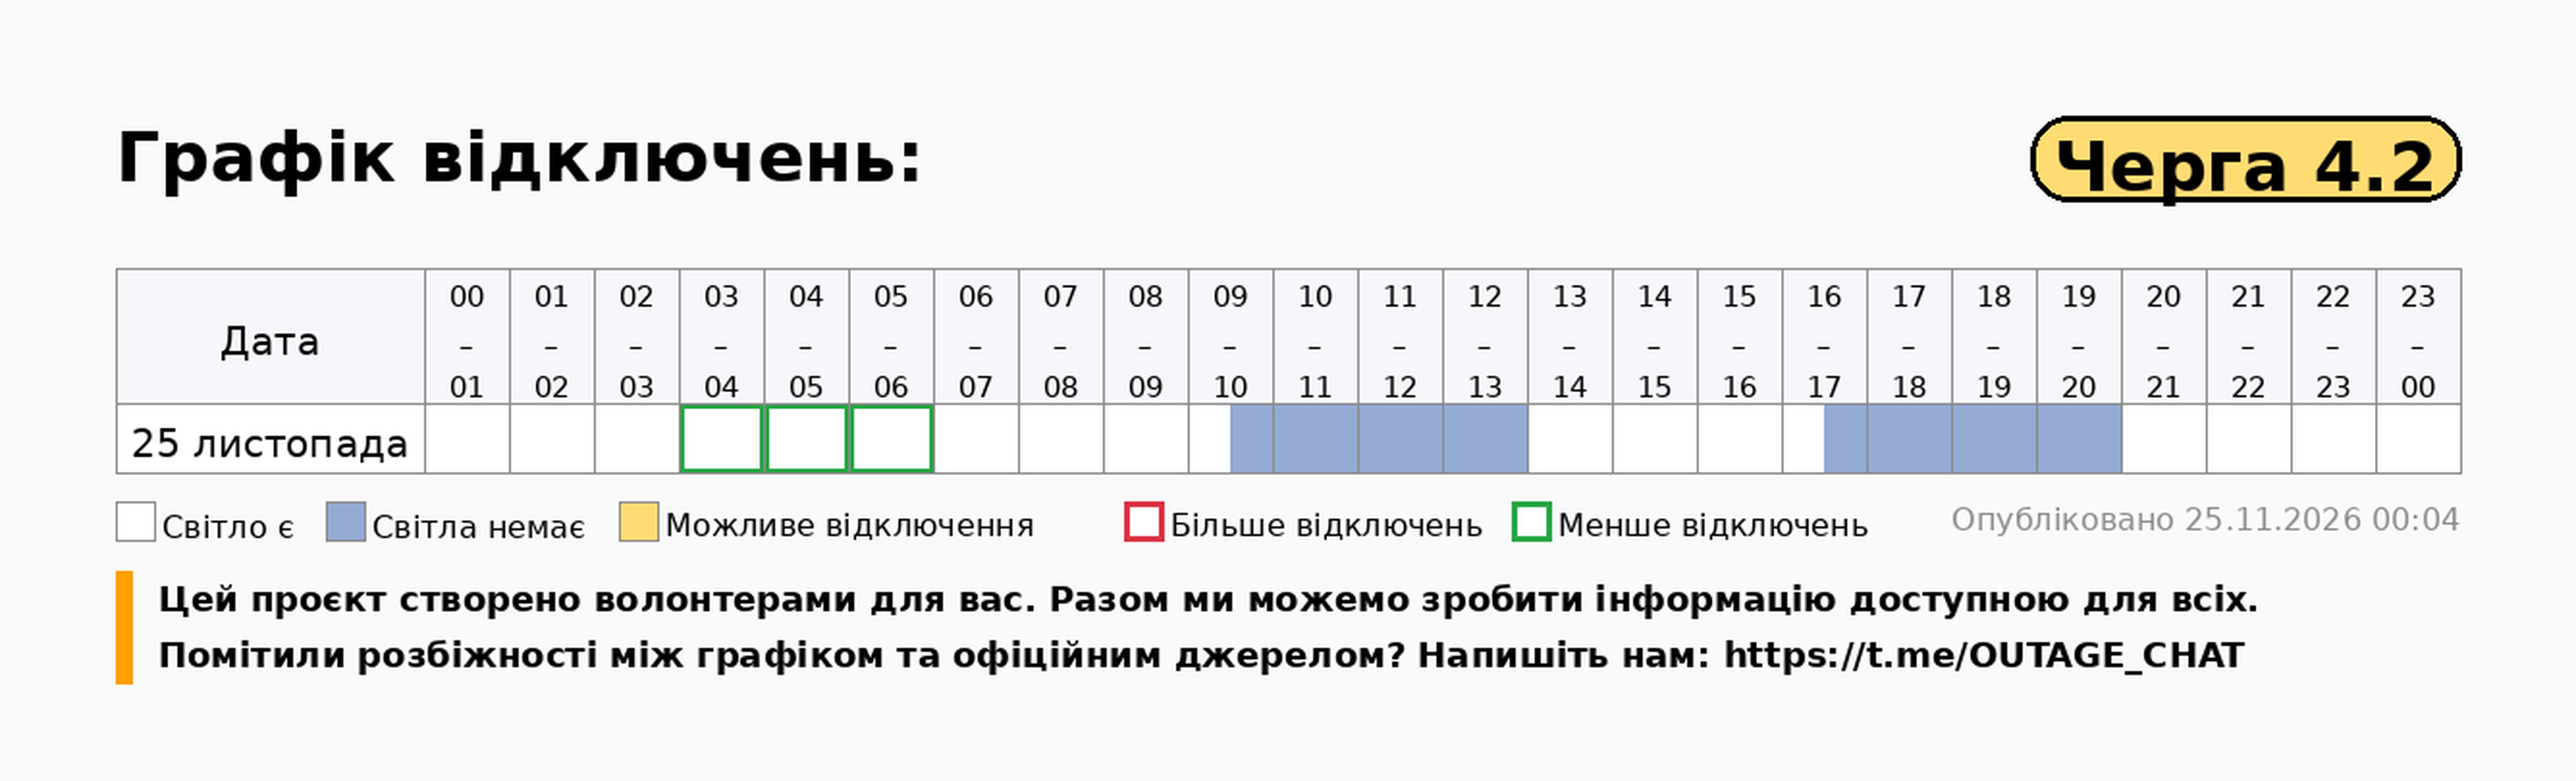 Графік відключень:
Черга 4.2
Дата
00 01 02 03 04 05 06 07 08 09 10 11 12 13 14 15 16 17 18 19 20 21 22 23
– – – – – – – – – – – – – – – – – – – – – – – –
01 02 03 04 05 06 07 08 09 10 11 12 13 14 15 16 17 18 19 20 21 22 23 00
25 листопада
Світло є Світла немає Можливе відключення Більше відключень Менше відключень Опубліковано 25.11.2026 00:04
Цей проєкт створено волонтерами для вас. Разом ми можемо зробити інформацію доступною для всіх.
Помітили розбіжності між графіком та офіційним джерелом? Напишіть нам: https://t.me/OUTAGE_CHAT